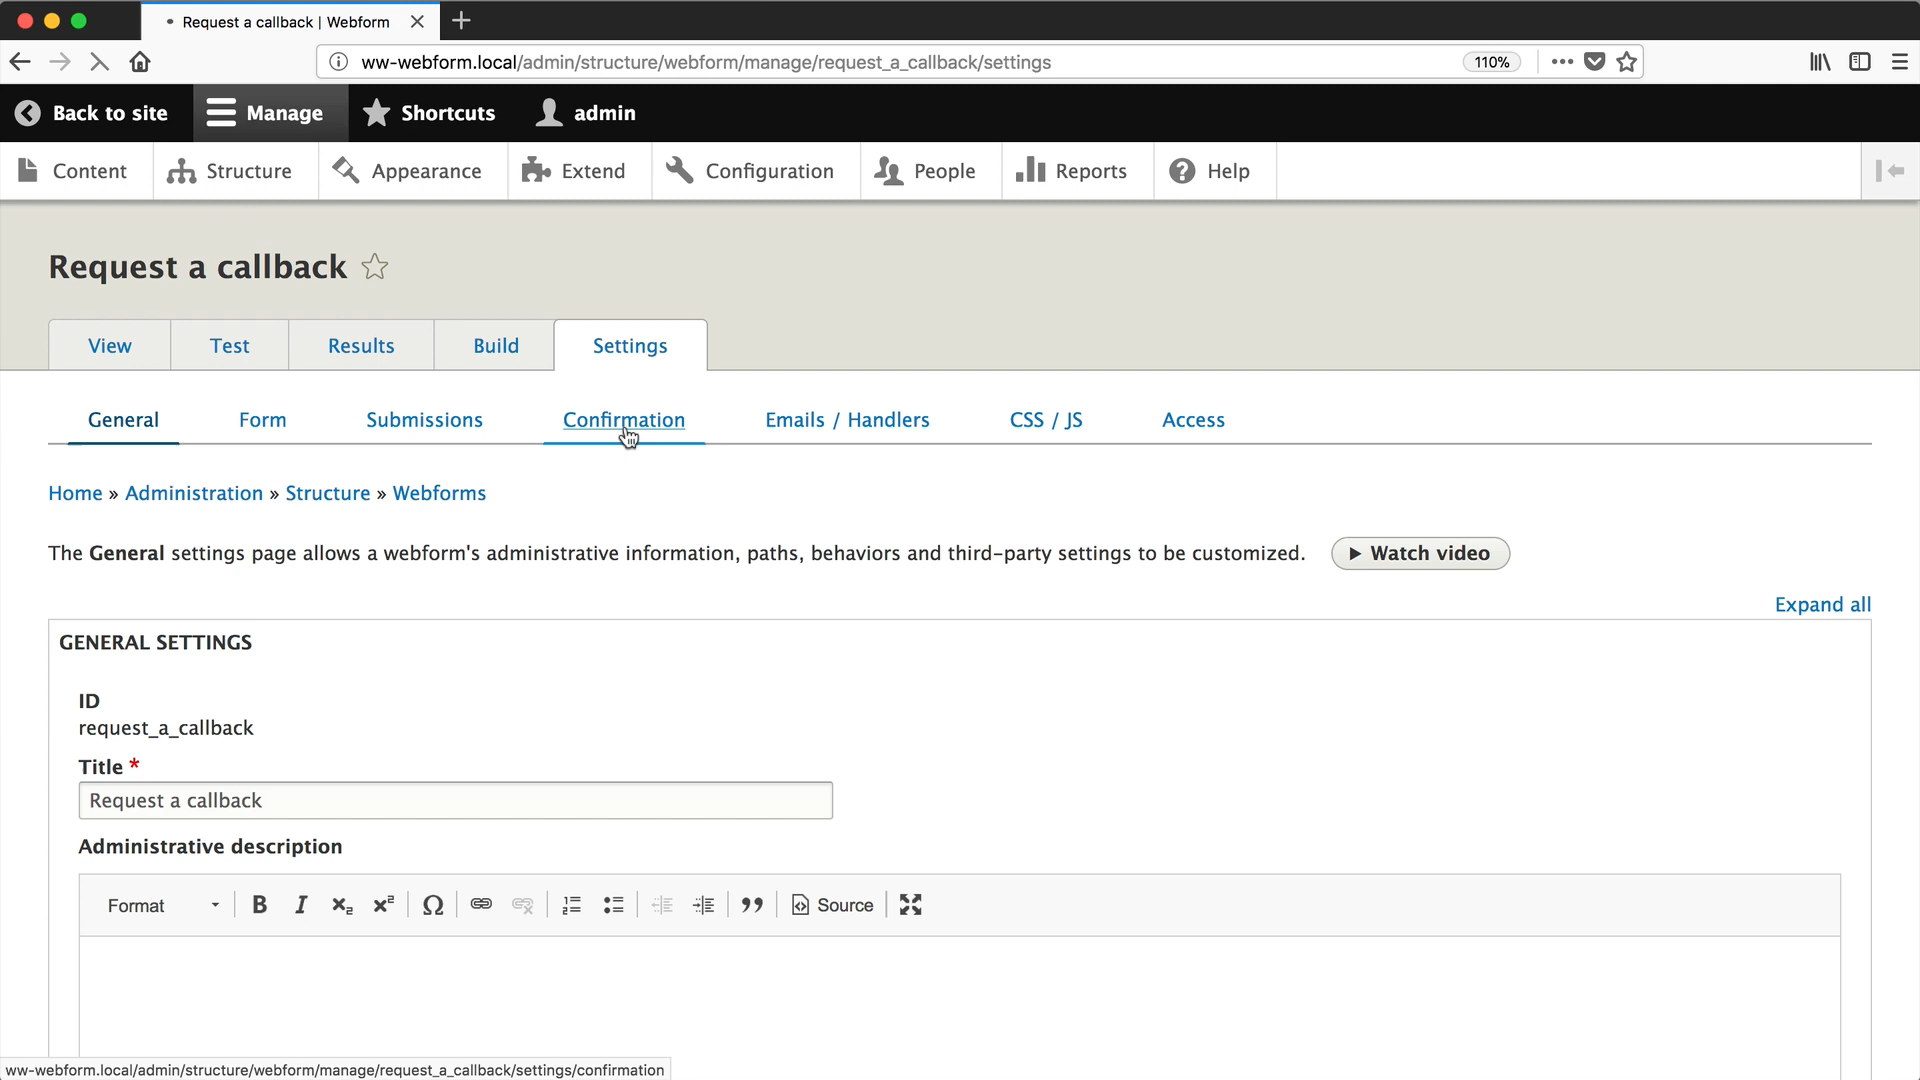 Request a callback | Webform
ww-webform.local/admin/structure/webform/manage/request_a_callback/settings
110%
Back to site
Manage
Shortcuts
admin
Content
Structure
Appearance
Extend
Configuration
People
Reports
Help
Request a callback
View
Test
Results
Build
Settings
General
Form
Submissions
Confirmation
Emails / Handlers
CSS / JS
Access
Home » Administration » Structure » Webforms
The General settings page allows a webform's administrative information, paths, behaviors and third-party settings to be customized.
Watch video
Expand all
GENERAL SETTINGS
ID
request_a_callback
Title *
Request a callback
Administrative description
Format
B
I
x₂
x²
Ω
Source
ww-webform.local/admin/structure/webform/manage/request_a_callback/settings/confirmation